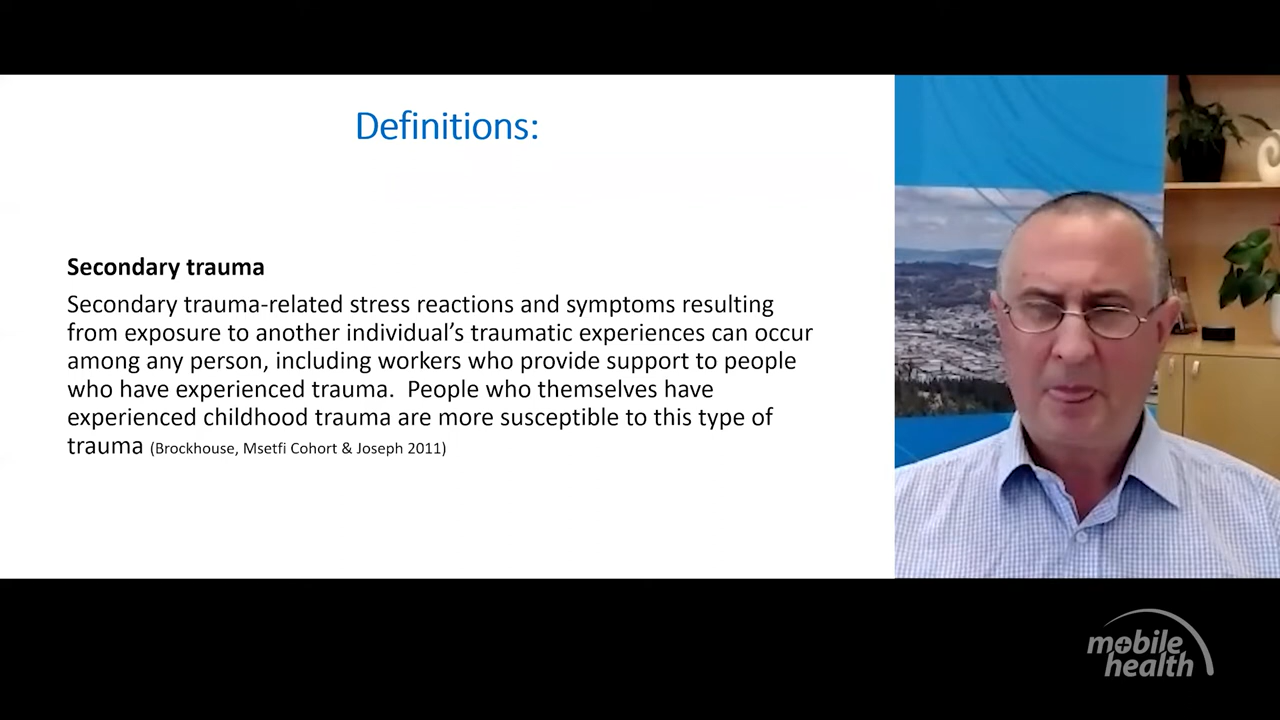 Definitions:
Secondary trauma
Secondary trauma-related stress reactions and symptoms resulting
from exposure to another individual’s traumatic experiences can occur
among any person, including workers who provide support to people
who have experienced trauma.  People who themselves have
experienced childhood trauma are more susceptible to this type of
trauma (Brockhouse, Msetfi Cohort & Joseph 2011)
mobile
health